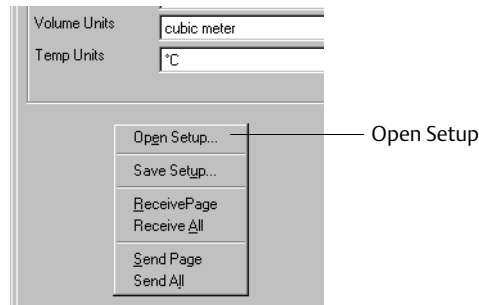 Volume Units
cubic meter
Temp Units
°C
Open Setup...
Open Setup
Save Setup...
ReceivePage
Receive All
Send Page
Send All